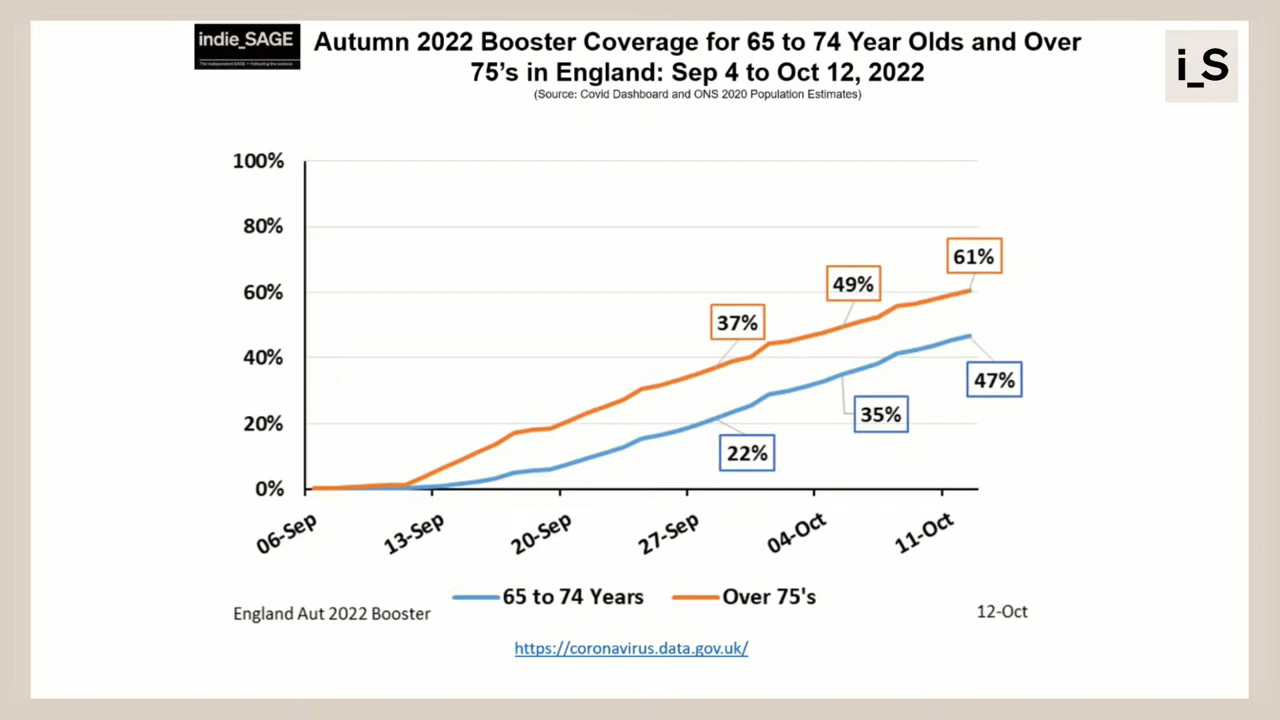 indie_SAGE
The Independent SAGE • Following the science
Autumn 2022 Booster Coverage for 65 to 74 Year Olds and Over
75's in England: Sep 4 to Oct 12, 2022
(Source: Covid Dashboard and ONS 2020 Population Estimates)
i_S
100%
80%
60%
40%
20%
0%
37%
49%
61%
22%
35%
47%
06-Sep
13-Sep
20-Sep
27-Sep
04-Oct
11-Oct
65 to 74 Years
Over 75's
England Aut 2022 Booster
12-Oct
https://coronavirus.data.gov.uk/